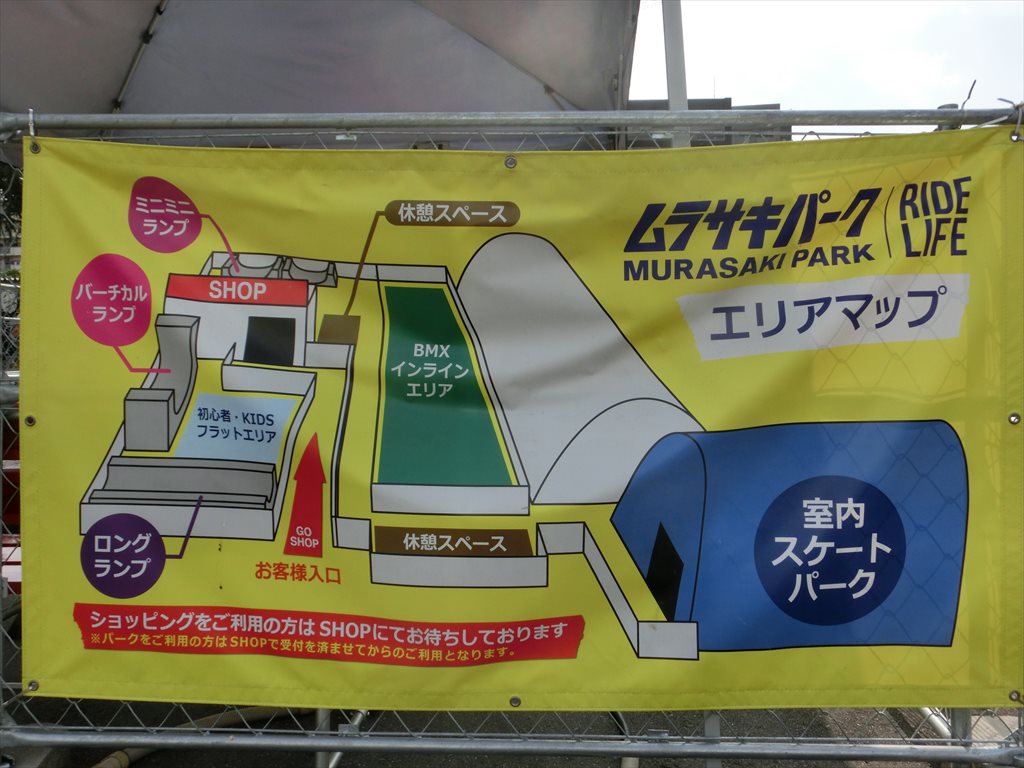 ムラサキパーク
MURASAKI PARK
RIDE
LIFE
エリアマップ
ミニミニ
ランプ
休憩スペース
バーチカル
ランプ
SHOP
BMX
インライン
エリア
初心者・KIDS
フラットエリア
GO
SHOP
お客様入口
ロング
ランプ
休憩スペース
室内
スケート
パーク
ショッピングをご利用の方は SHOPにてお待ちしております
※パークをご利用の方はSHOPで受付を済ませてからのご利用となります。